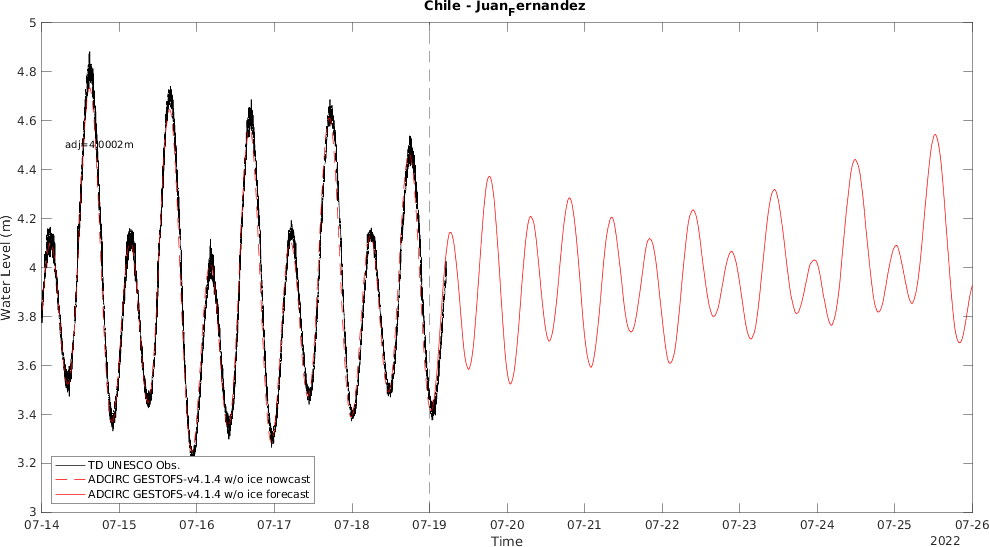 Chile - JuanFernandez
5
4.8
4.6
4.4
4.2
4
3.8
3.6
3.4
3.2
3
Water Level (m)
adj=4.0002m
TD UNESCO Obs.
ADCIRC GESTOFS-v4.1.4 w/o ice nowcast
ADCIRC GESTOFS-v4.1.4 w/o ice forecast
07-14 07-15 07-16 07-17 07-18 07-19 07-20 07-21 07-22 07-23 07-24 07-25 07-26
Time
2022